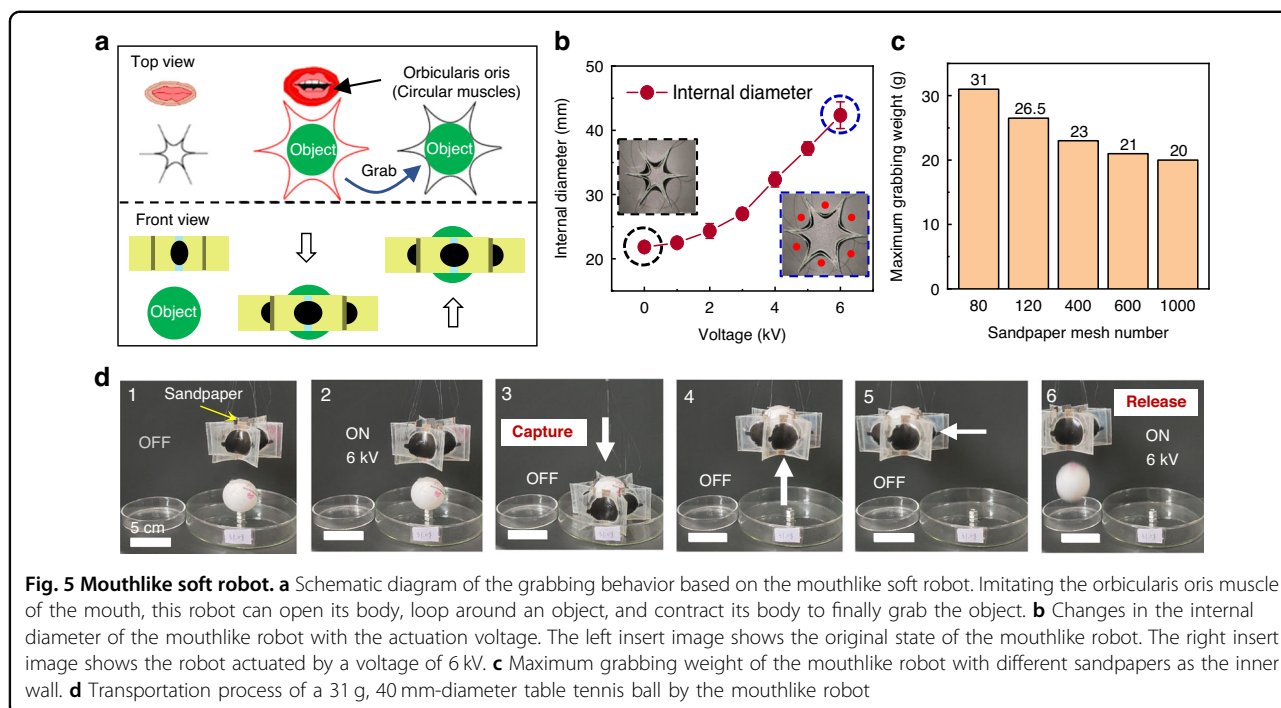 a
Top view
Orbicularis oris
(Circular muscles)
Object
Object
Grab
Front view
Object
b
50
40
30
20
Internal diameter (mm)
Internal diameter
0 2 4 6
Voltage (kV)
c
Maximum grabbing weight (g)
30
20
10
0
31
26.5
23
21
20
80 120 400 600 1000
Sandpaper mesh number
d
1
Sandpaper
OFF
5 cm
2
ON
6 kV
3
Capture
OFF
4
OFF
5
OFF
6
Release
ON
6 kV
Fig. 5 Mouthlike soft robot. a Schematic diagram of the grabbing behavior based on the mouthlike soft robot. Imitating the orbicularis oris muscle
of the mouth, this robot can open its body, loop around an object, and contract its body to finally grab the object. b Changes in the internal
diameter of the mouthlike robot with the actuation voltage. The left insert image shows the original state of the mouthlike robot. The right insert
image shows the robot actuated by a voltage of 6 kV. c Maximum grabbing weight of the mouthlike robot with different sandpapers as the inner
wall. d Transportation process of a 31 g, 40 mm-diameter table tennis ball by the mouthlike robot